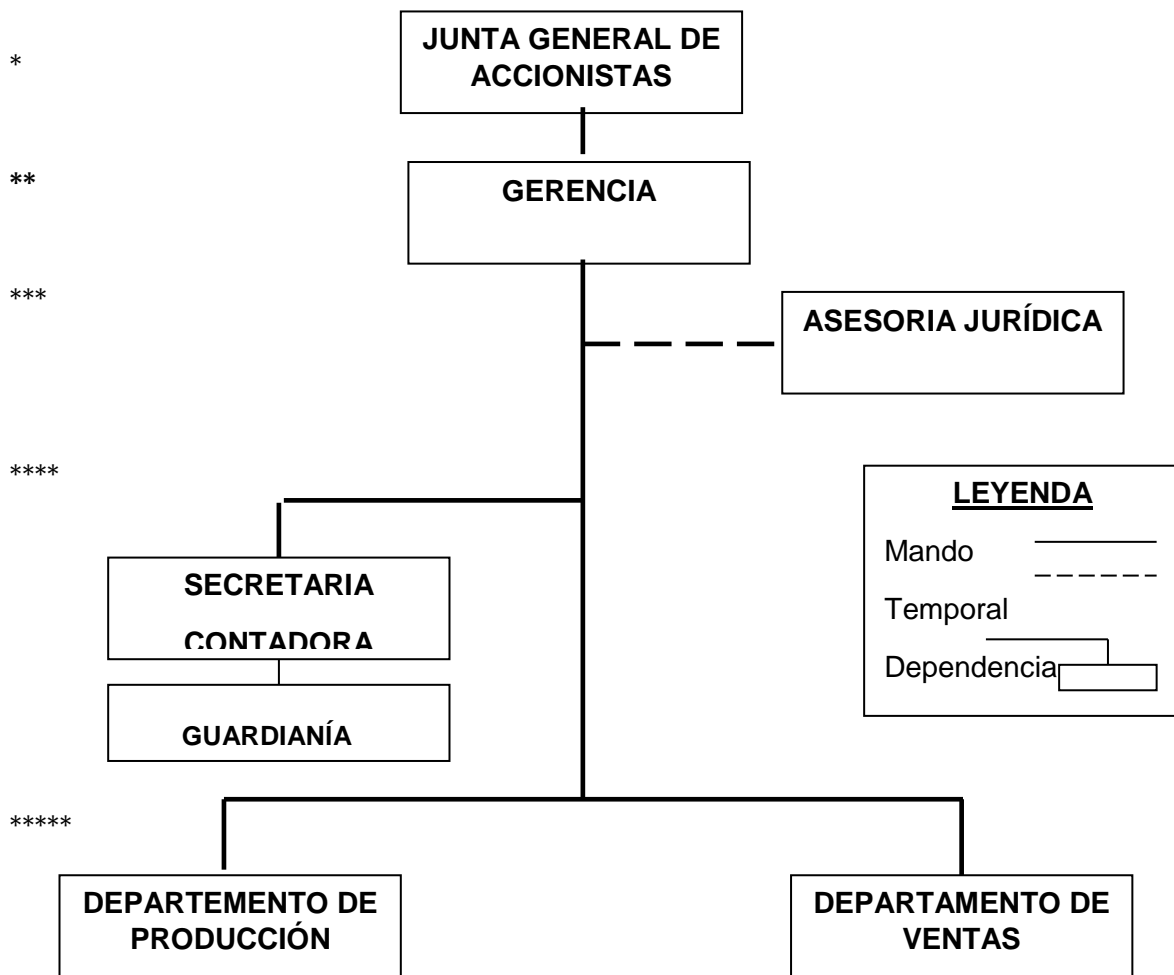 *
JUNTA GENERAL DE
ACCIONISTAS
**
GERENCIA
***
ASESORIA JURÍDICA
****
LEYENDA
Mando
Temporal
Dependencia
SECRETARIA
CONTADORA
GUARDIANÍA
*****
DEPARTEMENTO DE
PRODUCCIÓN
DEPARTAMENTO DE
VENTAS